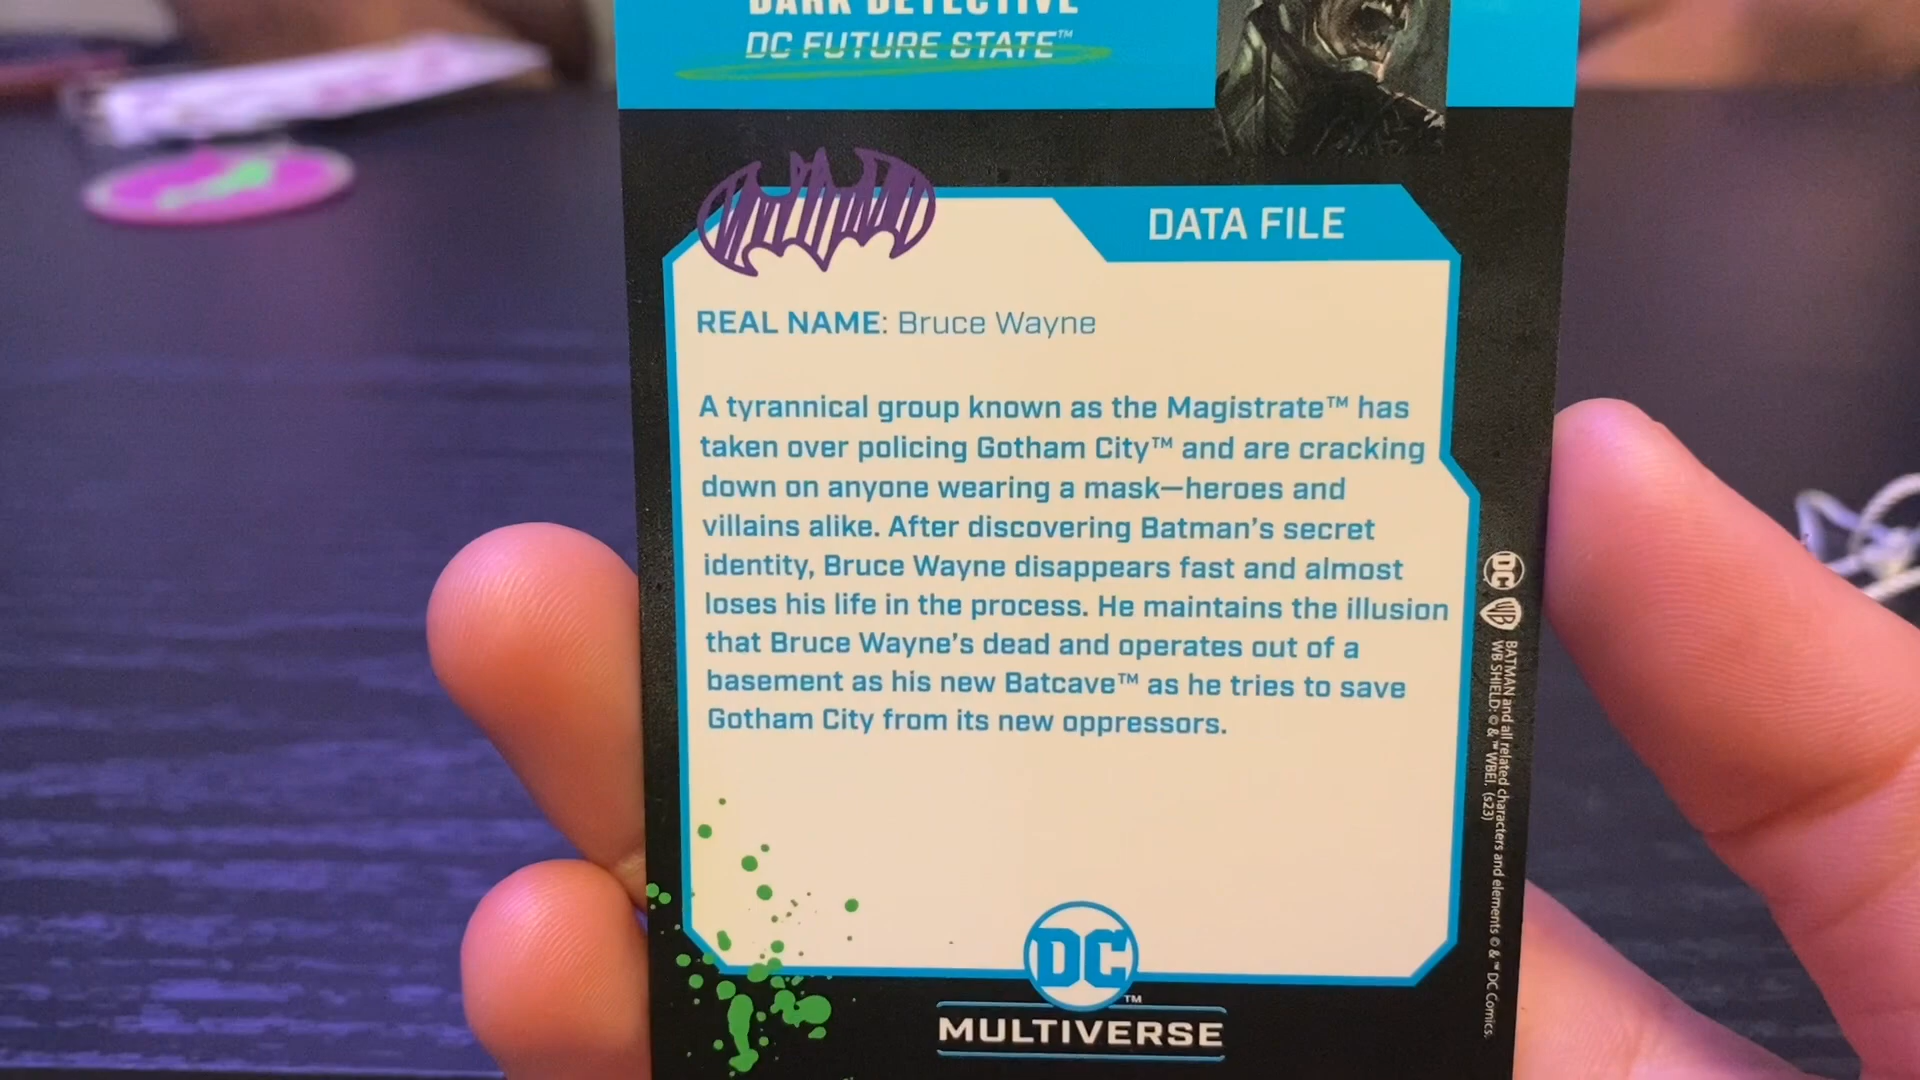 DARK DETECTIVE
DC FUTURE STATE™
DATA FILE
REAL NAME: Bruce Wayne
A tyrannical group known as the Magistrate™ has
taken over policing Gotham City™ and are cracking
down on anyone wearing a mask—heroes and
villains alike. After discovering Batman's secret
identity, Bruce Wayne disappears fast and almost
loses his life in the process. He maintains the illusion
that Bruce Wayne's dead and operates out of a
basement as his new Batcave™ as he tries to save
Gotham City from its new oppressors.
DC
WB
BATMAN and all related characters and elements © & ™ DC Comics.
WB SHIELD: © & ™ WBEI. (s23)
DC™
MULTIVERSE